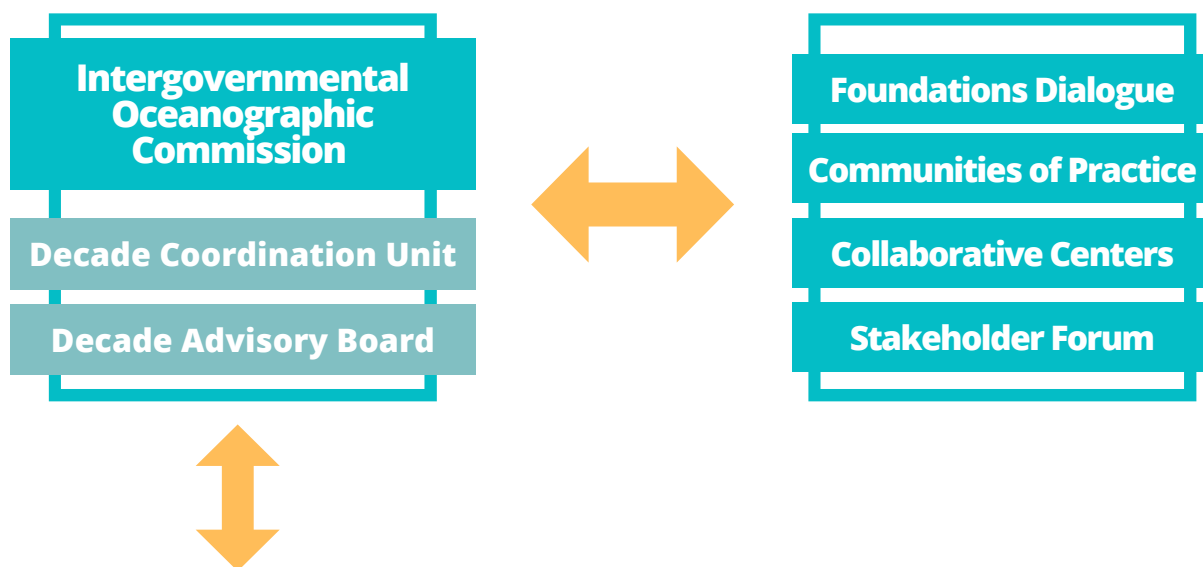 Intergovernmental
Oceanographic
Commission
Decade Coordination Unit
Decade Advisory Board
Foundations Dialogue
Communities of Practice
Collaborative Centers
Stakeholder Forum